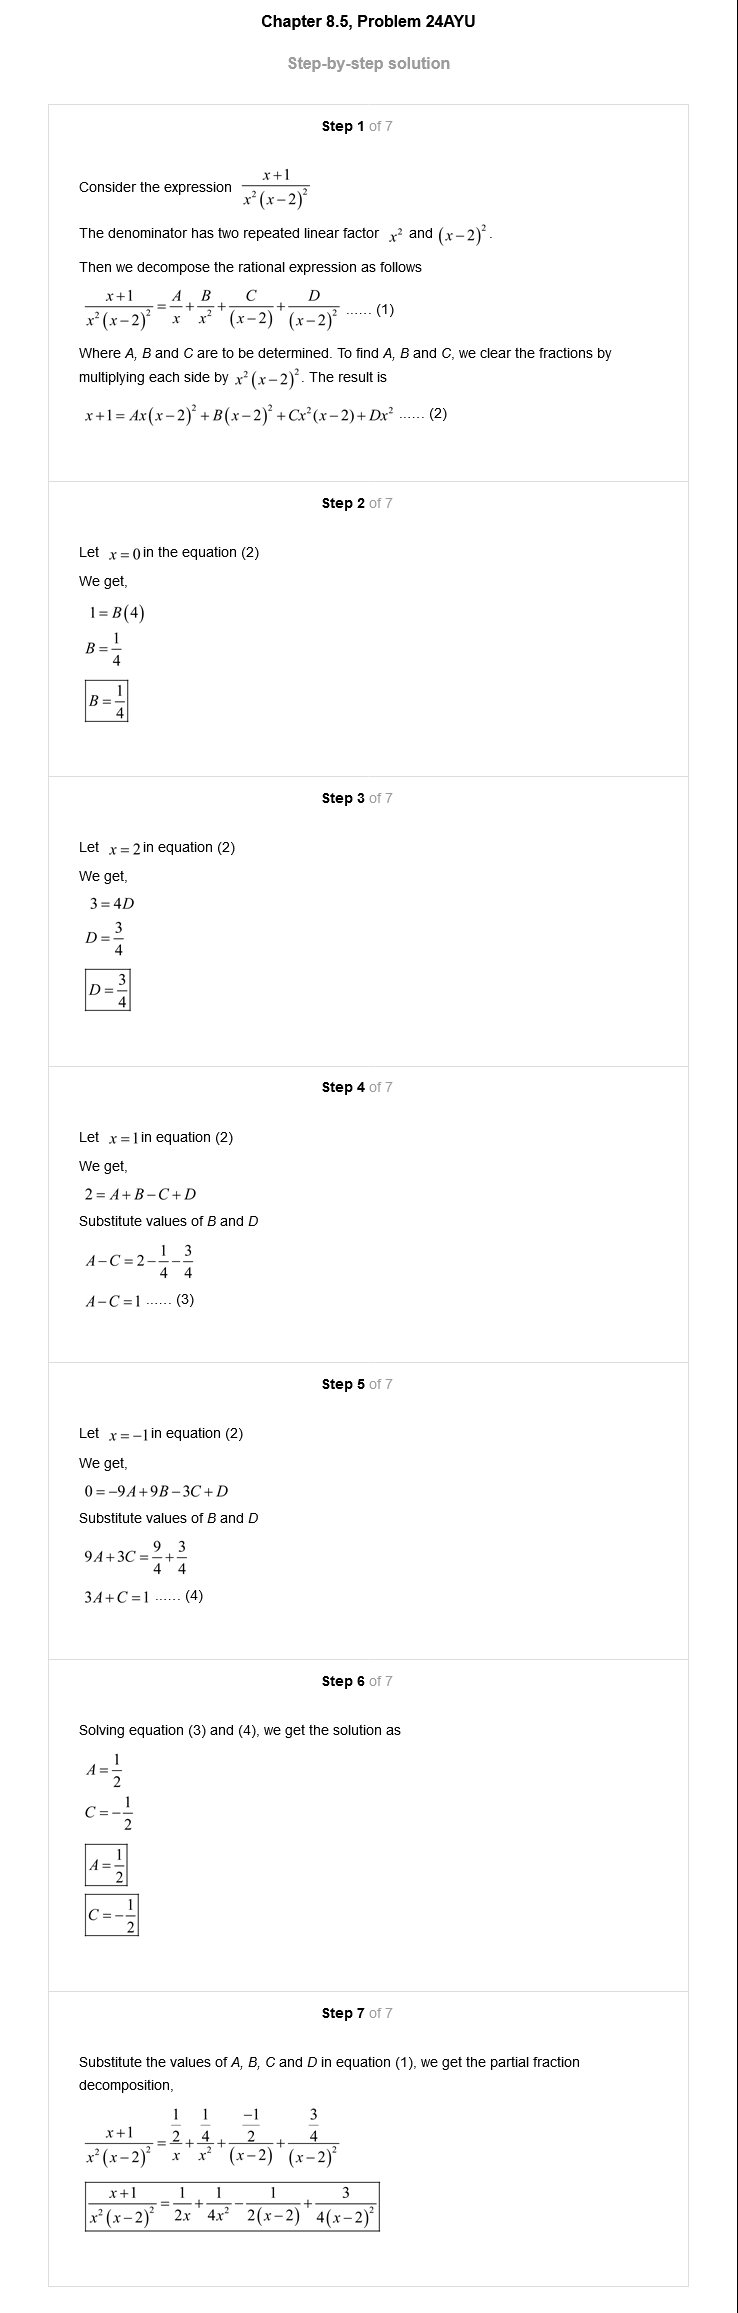 Chapter 8.5, Problem 24AYU
Step-by-step solution
Step 1 of 7
Consider the expression \frac{x+1}{x^2(x-2)^2}
The denominator has two repeated linear factor x^2 and (x-2)^2.
Then we decompose the rational expression as follows
\frac{x+1}{x^2(x-2)^2} = \frac{A}{x} + \frac{B}{x^2} + \frac{C}{(x-2)} + \frac{D}{(x-2)^2} ...... (1)
Where A, B and C are to be determined. To find A, B and C, we clear the fractions by
multiplying each side by x^2(x-2)^2. The result is
x+1 = Ax(x-2)^2 + B(x-2)^2 + Cx^2(x-2) + Dx^2 ...... (2)
Step 2 of 7
Let x = 0 in the equation (2)
We get,
1 = B(4)
B = \frac{1}{4}
B = \frac{1}{4}
Step 3 of 7
Let x = 2 in equation (2)
We get,
3 = 4D
D = \frac{3}{4}
D = \frac{3}{4}
Step 4 of 7
Let x = 1 in equation (2)
We get,
2 = A + B - C + D
Substitute values of B and D
A - C = 2 - \frac{1}{4} - \frac{3}{4}
A - C = 1 ...... (3)
Step 5 of 7
Let x = -1 in equation (2)
We get,
0 = -9A + 9B - 3C + D
Substitute values of B and D
9A + 3C = \frac{9}{4} + \frac{3}{4}
3A + C = 1 ...... (4)
Step 6 of 7
Solving equation (3) and (4), we get the solution as
A = \frac{1}{2}
C = -\frac{1}{2}
A = \frac{1}{2}
C = -\frac{1}{2}
Step 7 of 7
Substitute the values of A, B, C and D in equation (1), we get the partial fraction
decomposition,
\frac{x+1}{x^2(x-2)^2} = \frac{\frac{1}{2}}{x} + \frac{\frac{1}{4}}{x^2} + \frac{\frac{-1}{2}}{(x-2)} + \frac{\frac{3}{4}}{(x-2)^2}
\frac{x+1}{x^2(x-2)^2} = \frac{1}{2x} + \frac{1}{4x^2} - \frac{1}{2(x-2)} + \frac{3}{4(x-2)^2}